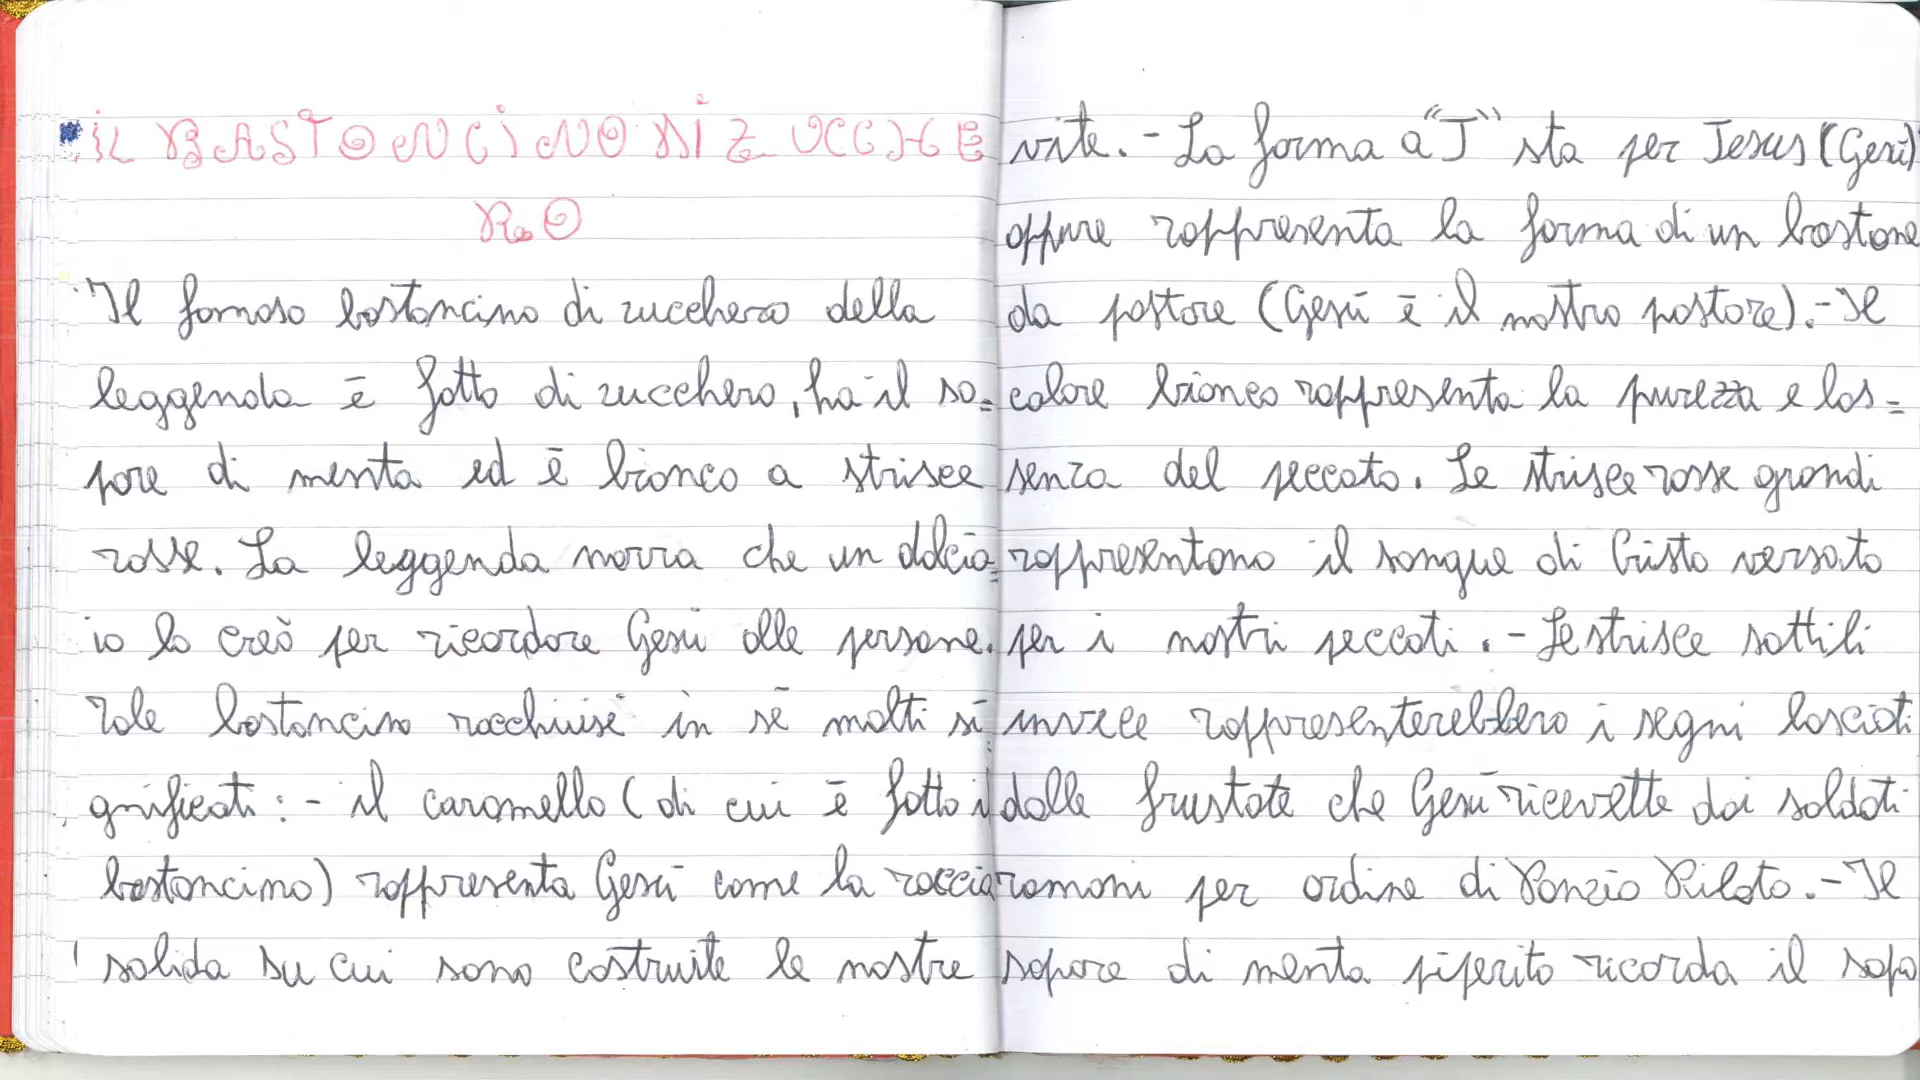 IL BASTONCINO DI ZUCCHE
RO
Il famoso bastoncino di zucchero della
leggenda è fatto di zucchero, ha il sa=
pore di menta ed è bianco a strisce
rosse. La leggenda narra che un dolcia=
io lo creò per ricordare Gesù alle persone.
Tale bastoncino racchiuse in sé molti si=
gnificati: - il caramello (di cui è fatto il
bastoncino) rappresenta Gesù come la roccia
solida su cui sono costruite le nostre
vite. - La forma a "J" sta per Jesus (Gesù)
oppure rappresenta la forma di un bastone
da pastore (Gesù è il nostro pastore). - Il
colore bianco rappresenta la purezza e l'as=
senza del peccato. Le strisce rosse grandi
rappresentano il sangue di Cristo versato
per i nostri peccati. - Le strisce sottili
invece rappresenterebbero i segni lasciati
dalle frustate che Gesù ricevette dai soldati
romani per ordine di Ponzio Pilato. - Il
sapore di menta piperita ricorda il sapo